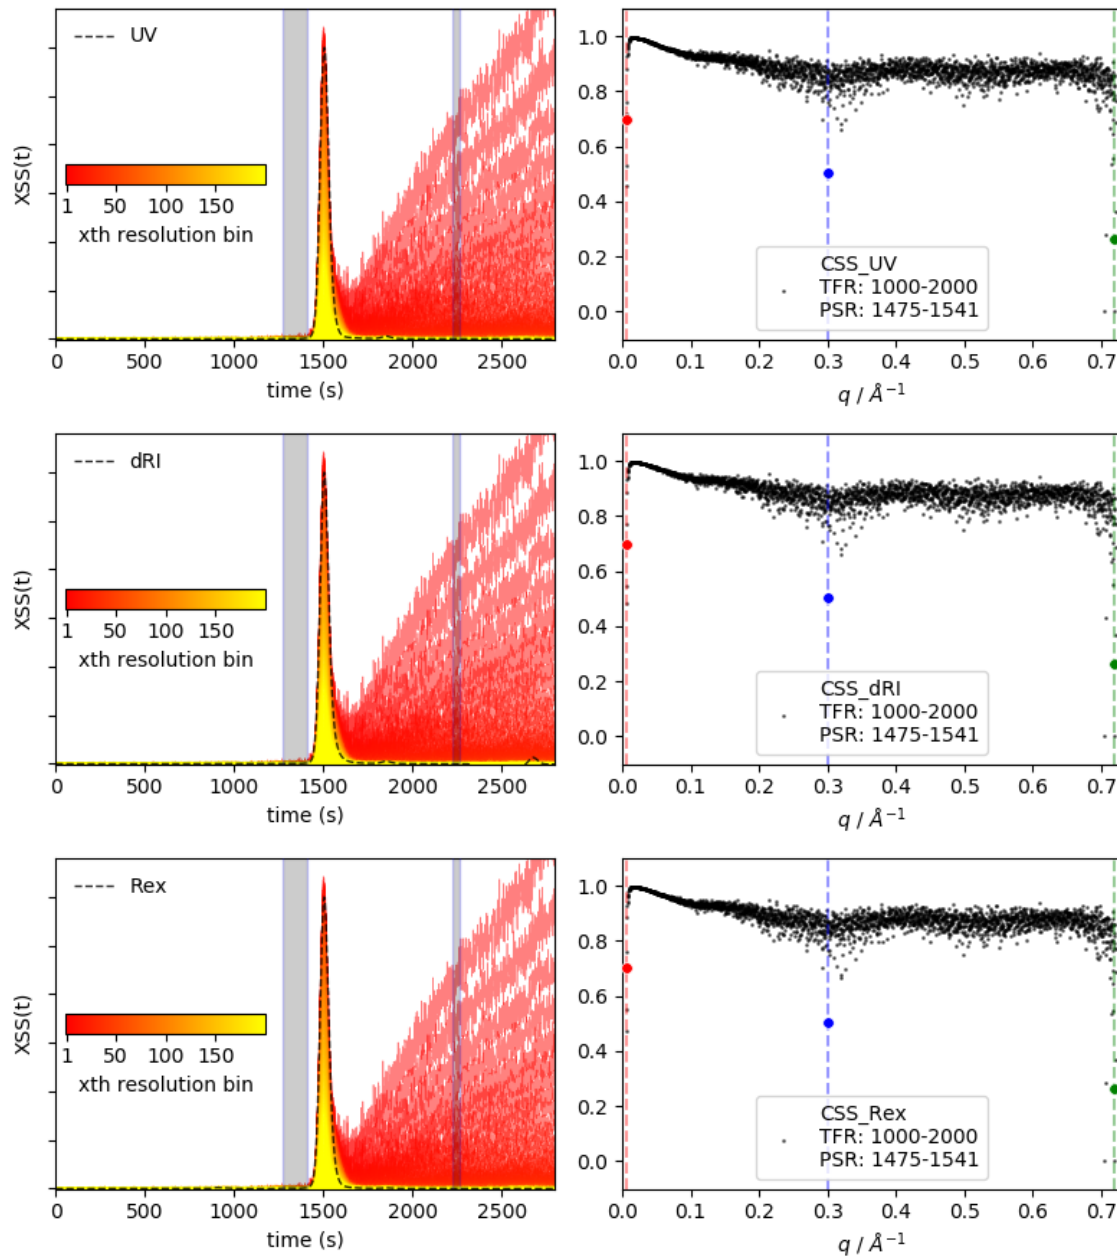 UV
XSS(t)
1 50 100 150
xth resolution bin
0 500 1000 1500 2000 2500
time (s)
1.0
0.8
0.6
0.4
0.2
0.0
CSS_UV
TFR: 1000-2000
PSR: 1475-1541
0.0 0.1 0.2 0.3 0.4 0.5 0.6 0.7
q / Å⁻¹
dRI
XSS(t)
1 50 100 150
xth resolution bin
0 500 1000 1500 2000 2500
time (s)
1.0
0.8
0.6
0.4
0.2
0.0
CSS_dRI
TFR: 1000-2000
PSR: 1475-1541
0.0 0.1 0.2 0.3 0.4 0.5 0.6 0.7
q / Å⁻¹
Rex
XSS(t)
1 50 100 150
xth resolution bin
0 500 1000 1500 2000 2500
time (s)
1.0
0.8
0.6
0.4
0.2
0.0
CSS_Rex
TFR: 1000-2000
PSR: 1475-1541
0.0 0.1 0.2 0.3 0.4 0.5 0.6 0.7
q / Å⁻¹